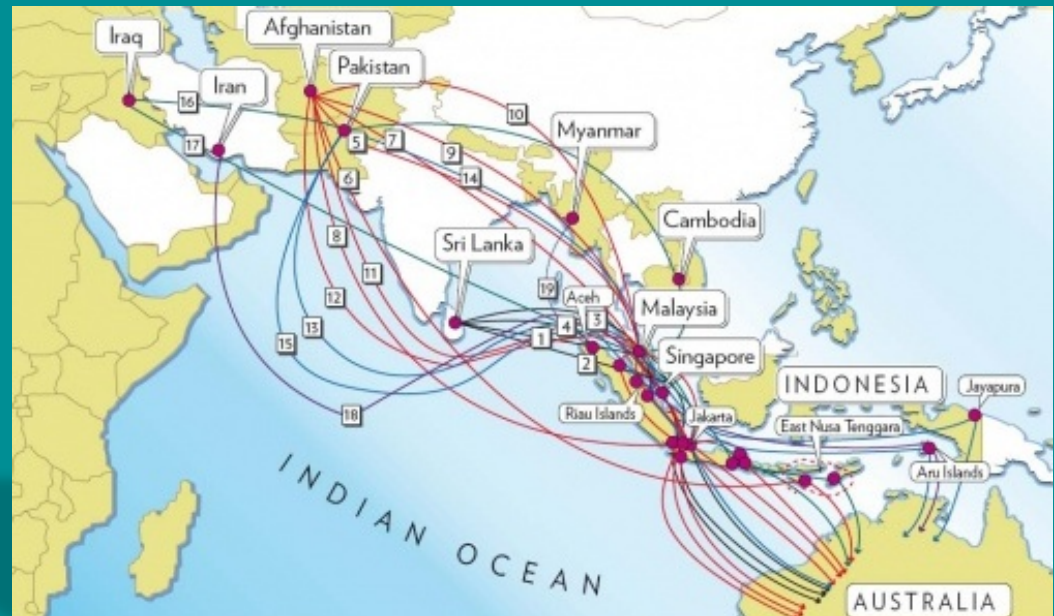 Iraq
Afghanistan
Pakistan
Iran
16
17
5
7
9
10
14
6
8
11
12
13
15
18
Myanmar
Cambodia
Sri Lanka
19
Aceh
3
4
1
2
Malaysia
Singapore
INDONESIA
Jayapura
Riau Islands
Jakarta
East Nusa Tenggara
Aru Islands
INDIAN OCEAN
AUSTRALIA